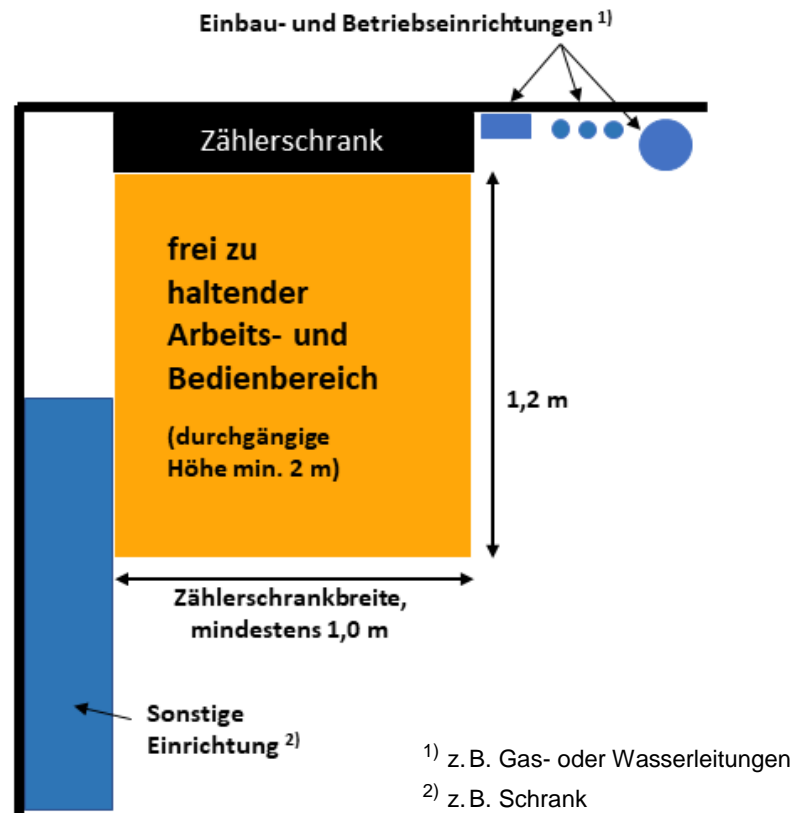 Einbau- und Betriebseinrichtungen 1)
Zählerschrank
frei zu
haltender
Arbeits- und
Bedienbereich
(durchgängige
Höhe min. 2 m)
1,2 m
Zählerschrankbreite,
mindestens 1,0 m
Sonstige
Einrichtung 2)
1) z.B. Gas- oder Wasserleitungen
2) z.B. Schrank